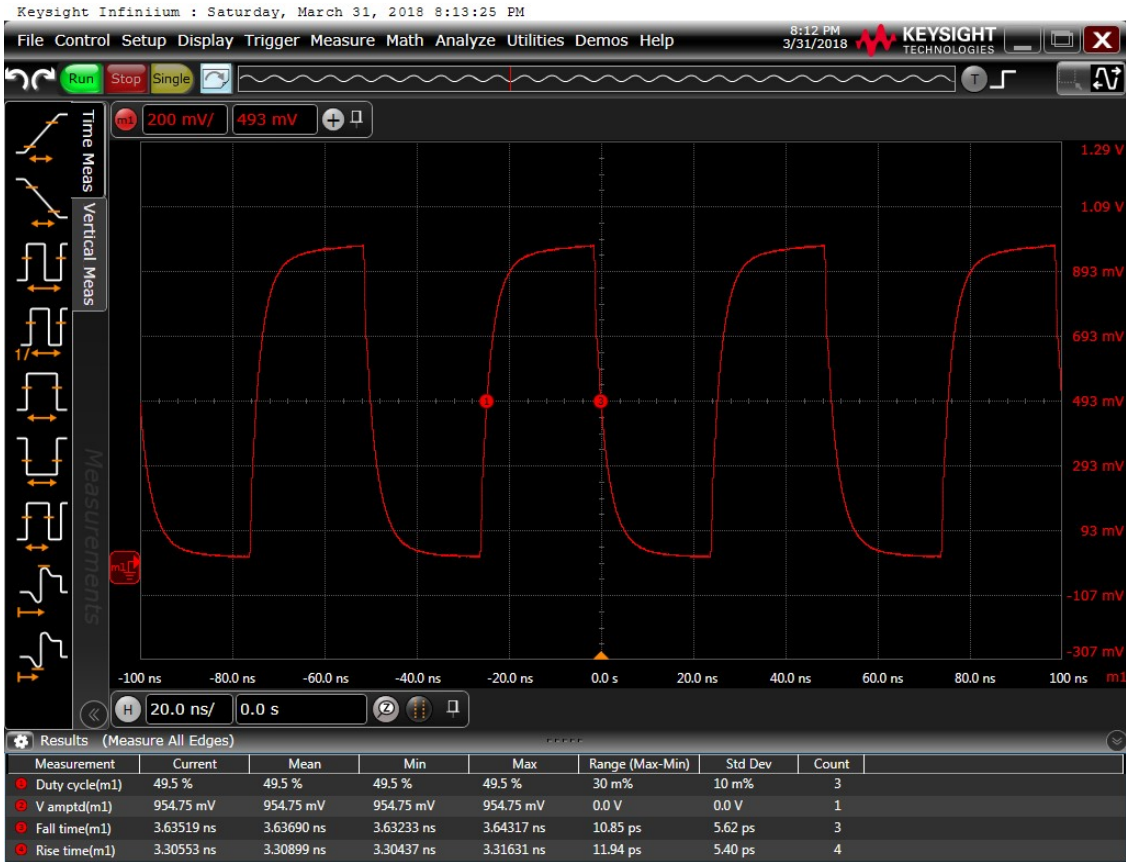 Keysight Infiniium : Saturday, March 31, 2018 8:13:25 PM
File Control Setup Display Trigger Measure Math Analyze Utilities Demos Help
8:12 PM
3/31/2018
KEYSIGHT
TECHNOLOGIES
Run Stop Single T
m1 200 mV/ 493 mV
Time Meas
Vertical Meas
1/
Measurements
1.29 V
1.09 V
893 mV
693 mV
493 mV
293 mV
93 mV
-107 mV
-307 mV
1 3
m1
-100 ns -80.0 ns -60.0 ns -40.0 ns -20.0 ns 0.0 s 20.0 ns 40.0 ns 60.0 ns 80.0 ns 100 ns m1
H 20.0 ns/ 0.0 s Z
Results (Measure All Edges)
Measurement Current Mean Min Max Range (Max-Min) Std Dev Count
1 Duty cycle(m1) 49.5 % 49.5 % 49.5 % 49.5 % 30 m% 10 m% 3
2 V amptd(m1) 954.75 mV 954.75 mV 954.75 mV 954.75 mV 0.0 V 0.0 V 1
3 Fall time(m1) 3.63519 ns 3.63690 ns 3.63233 ns 3.64317 ns 10.85 ps 5.62 ps 3
4 Rise time(m1) 3.30553 ns 3.30899 ns 3.30437 ns 3.31631 ns 11.94 ps 5.40 ps 4